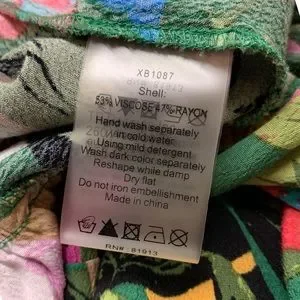 XB1087
Shell:
53% VISCOSE 47% RAYON
Hand wash separately
in cold water
Using mild detergent
Wash dark color separately
Reshape while damp
Dry flat
Do not iron embellishment
Made in china
RN#: 81913